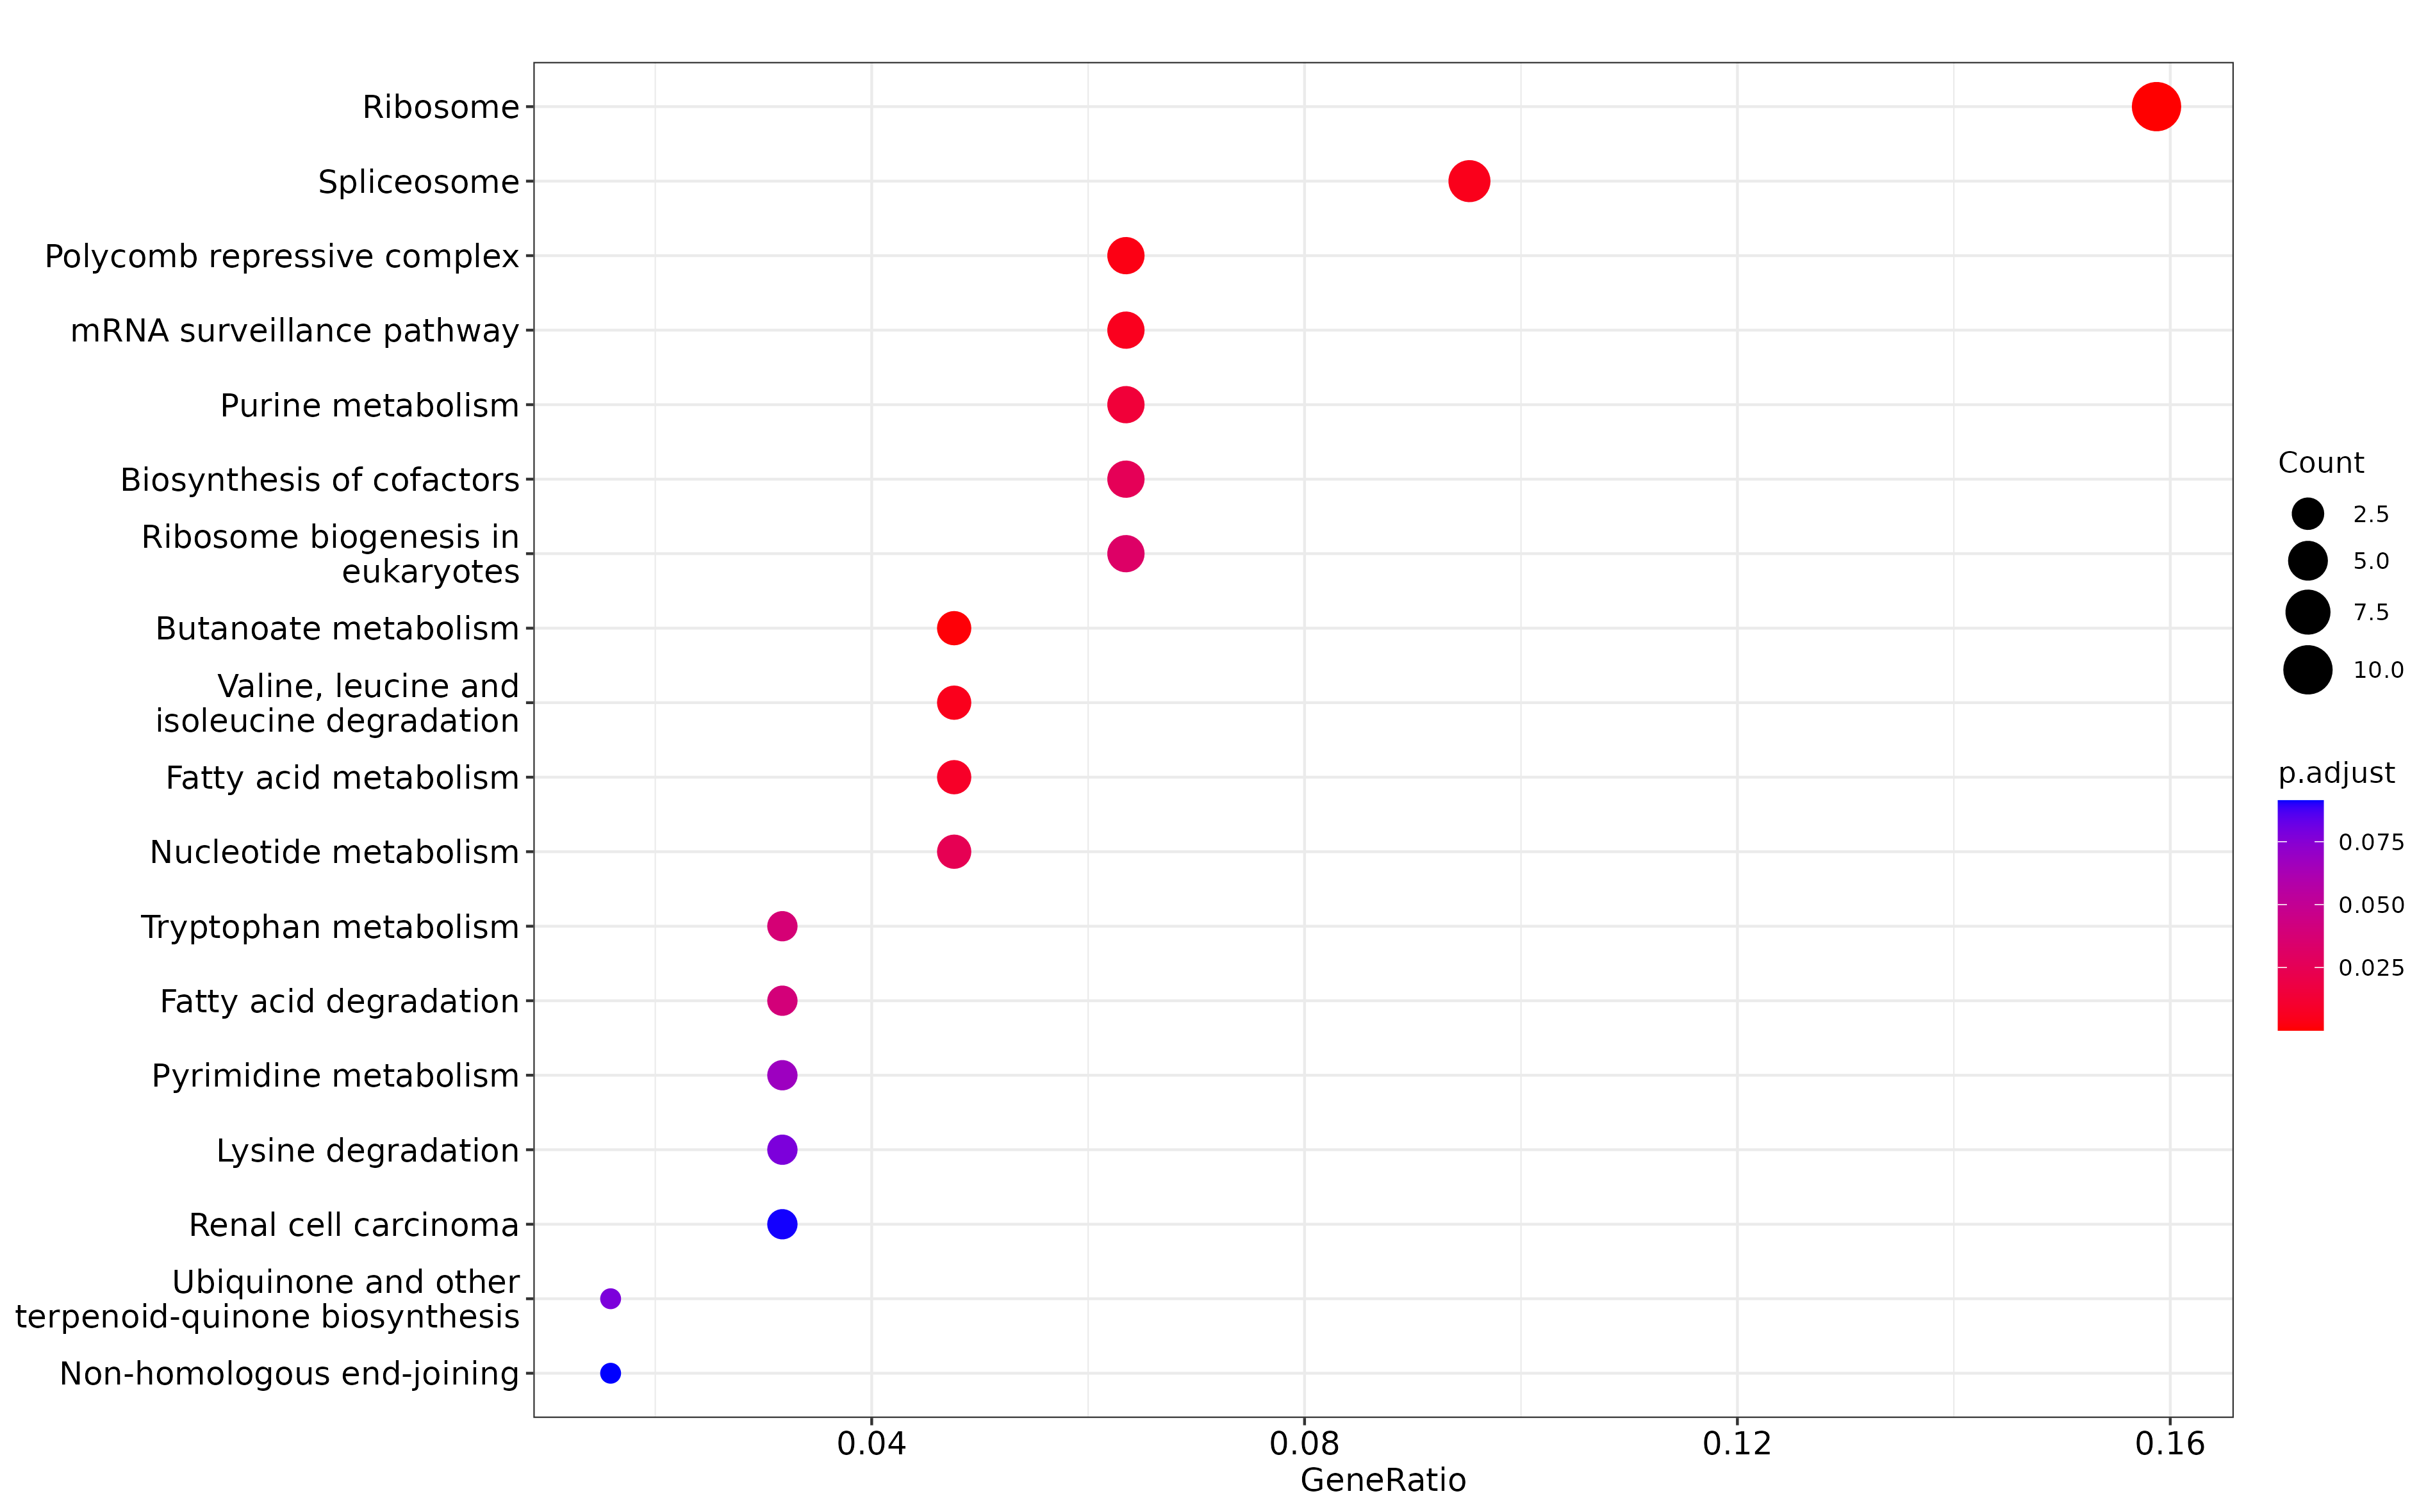 Ribosome
Spliceosome
Polycomb repressive complex
mRNA surveillance pathway
Purine metabolism
Biosynthesis of cofactors
Ribosome biogenesis in
eukaryotes
Butanoate metabolism
Valine, leucine and
isoleucine degradation
Fatty acid metabolism
Nucleotide metabolism
Tryptophan metabolism
Fatty acid degradation
Pyrimidine metabolism
Lysine degradation
Renal cell carcinoma
Ubiquinone and other
terpenoid-quinone biosynthesis
Non-homologous end-joining
0.04 0.08 0.12 0.16
GeneRatio
Count
2.5
5.0
7.5
10.0
p.adjust
0.075
0.050
0.025